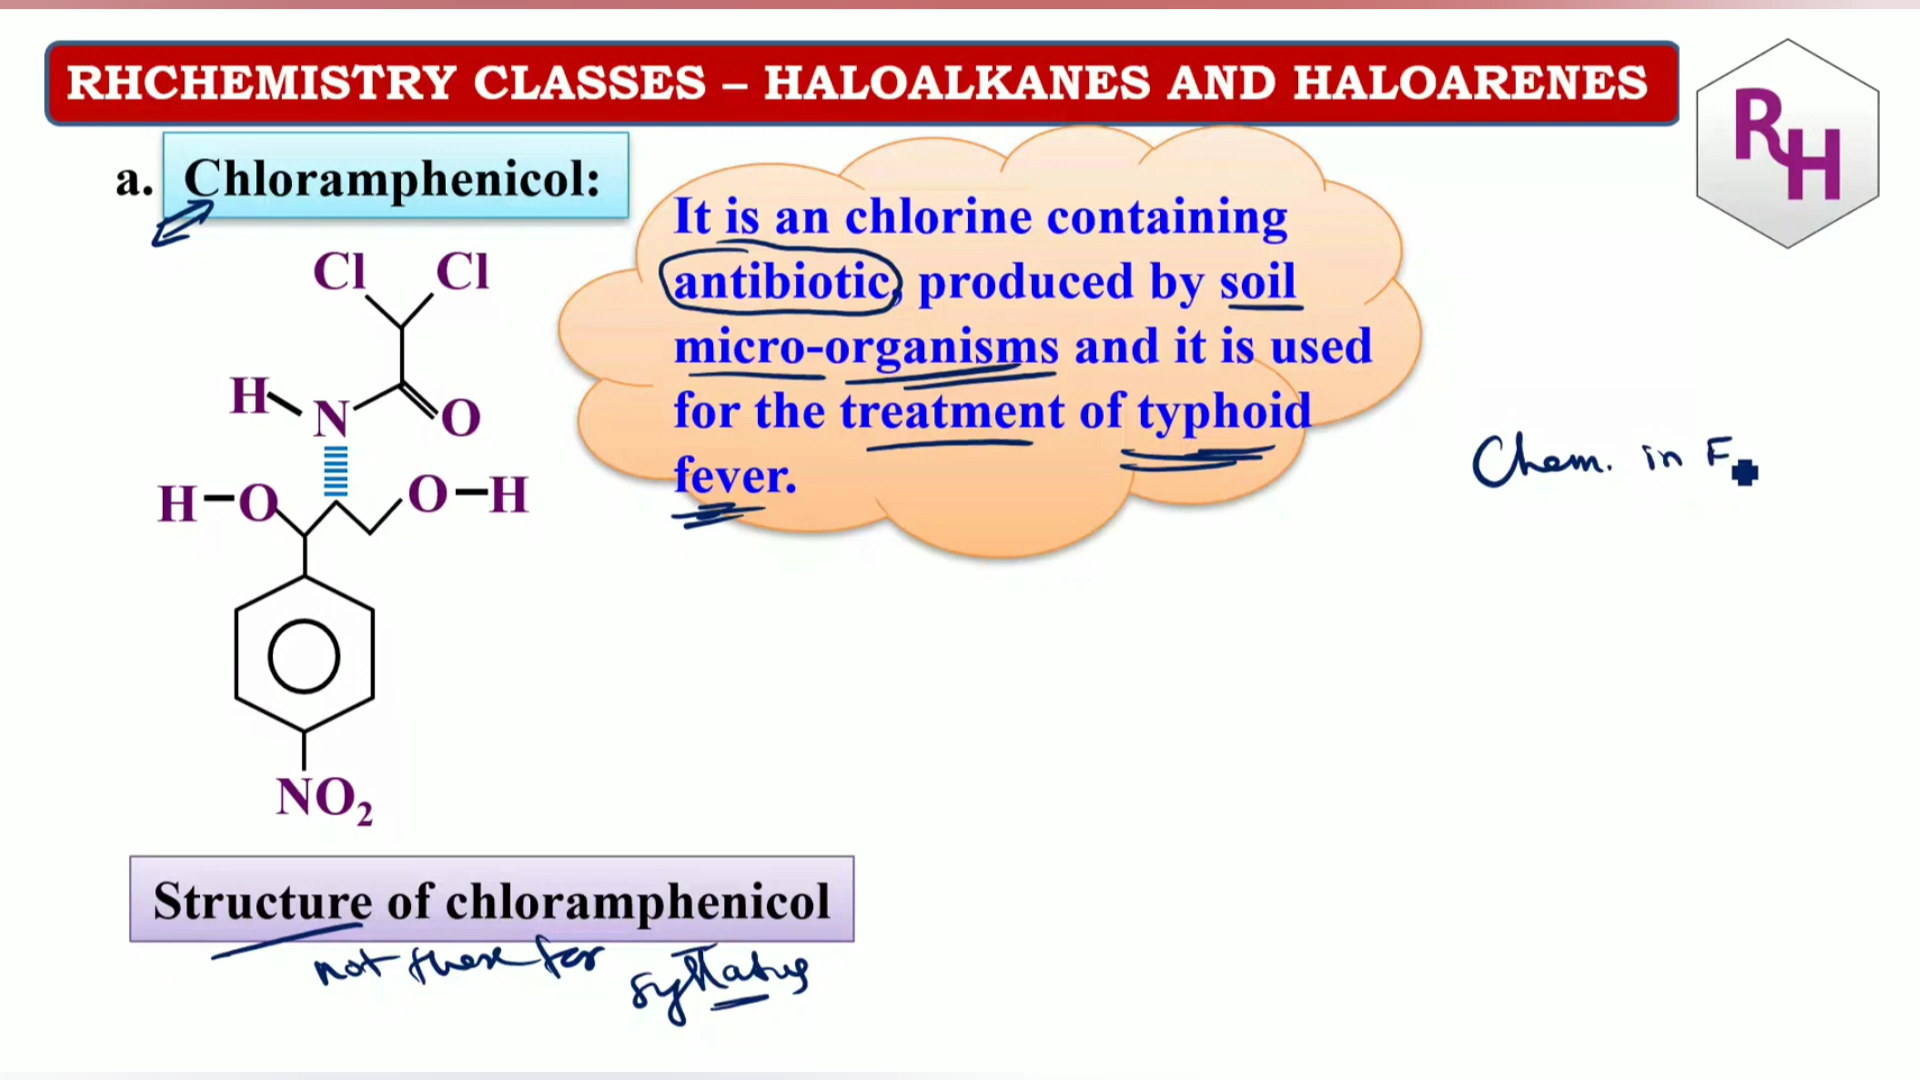 RHCHEMISTRY CLASSES – HALOALKANES AND HALOARENES
RH
a. Chloramphenicol:
It is an chlorine containing
antibiotic, produced by soil
micro-organisms and it is used
for the treatment of typhoid
fever.
Cl Cl
H N O
H-O O-H
NO₂
Chem. in F
Structure of chloramphenicol
not there for syllabus